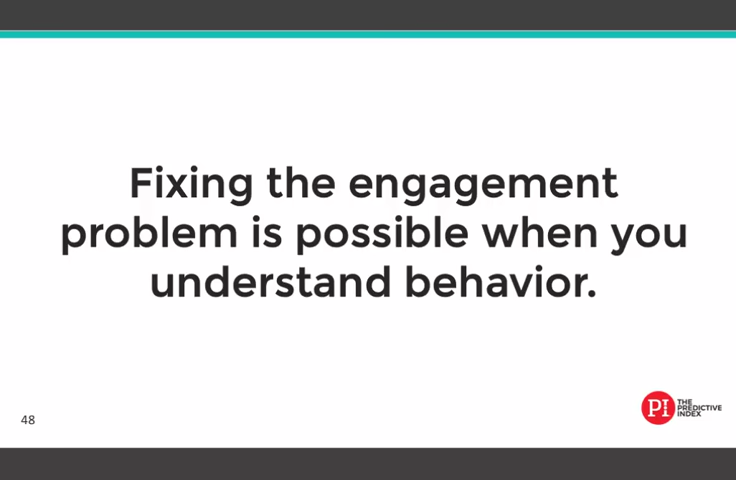 Fixing the engagement
problem is possible when you
understand behavior.
48
PI
THE
PREDICTIVE
INDEX